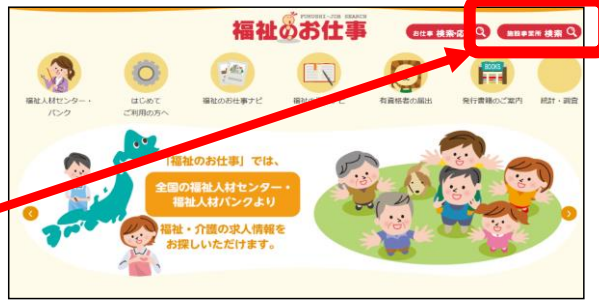 FUKUSHI-JOB SEARCH
福祉のお仕事
お仕事 検索・応
施設事業所 検索
福祉人材センター・
バンク
はじめて
ご利用の方へ
福祉のお仕事ナビ
有資格者の届出
BOOKS
発行書籍のご案内
統計・調査
「福祉のお仕事」では、
全国の福祉人材センター・
福祉人材バンクより
福祉・介護の求人情報を
お探しいただけます。